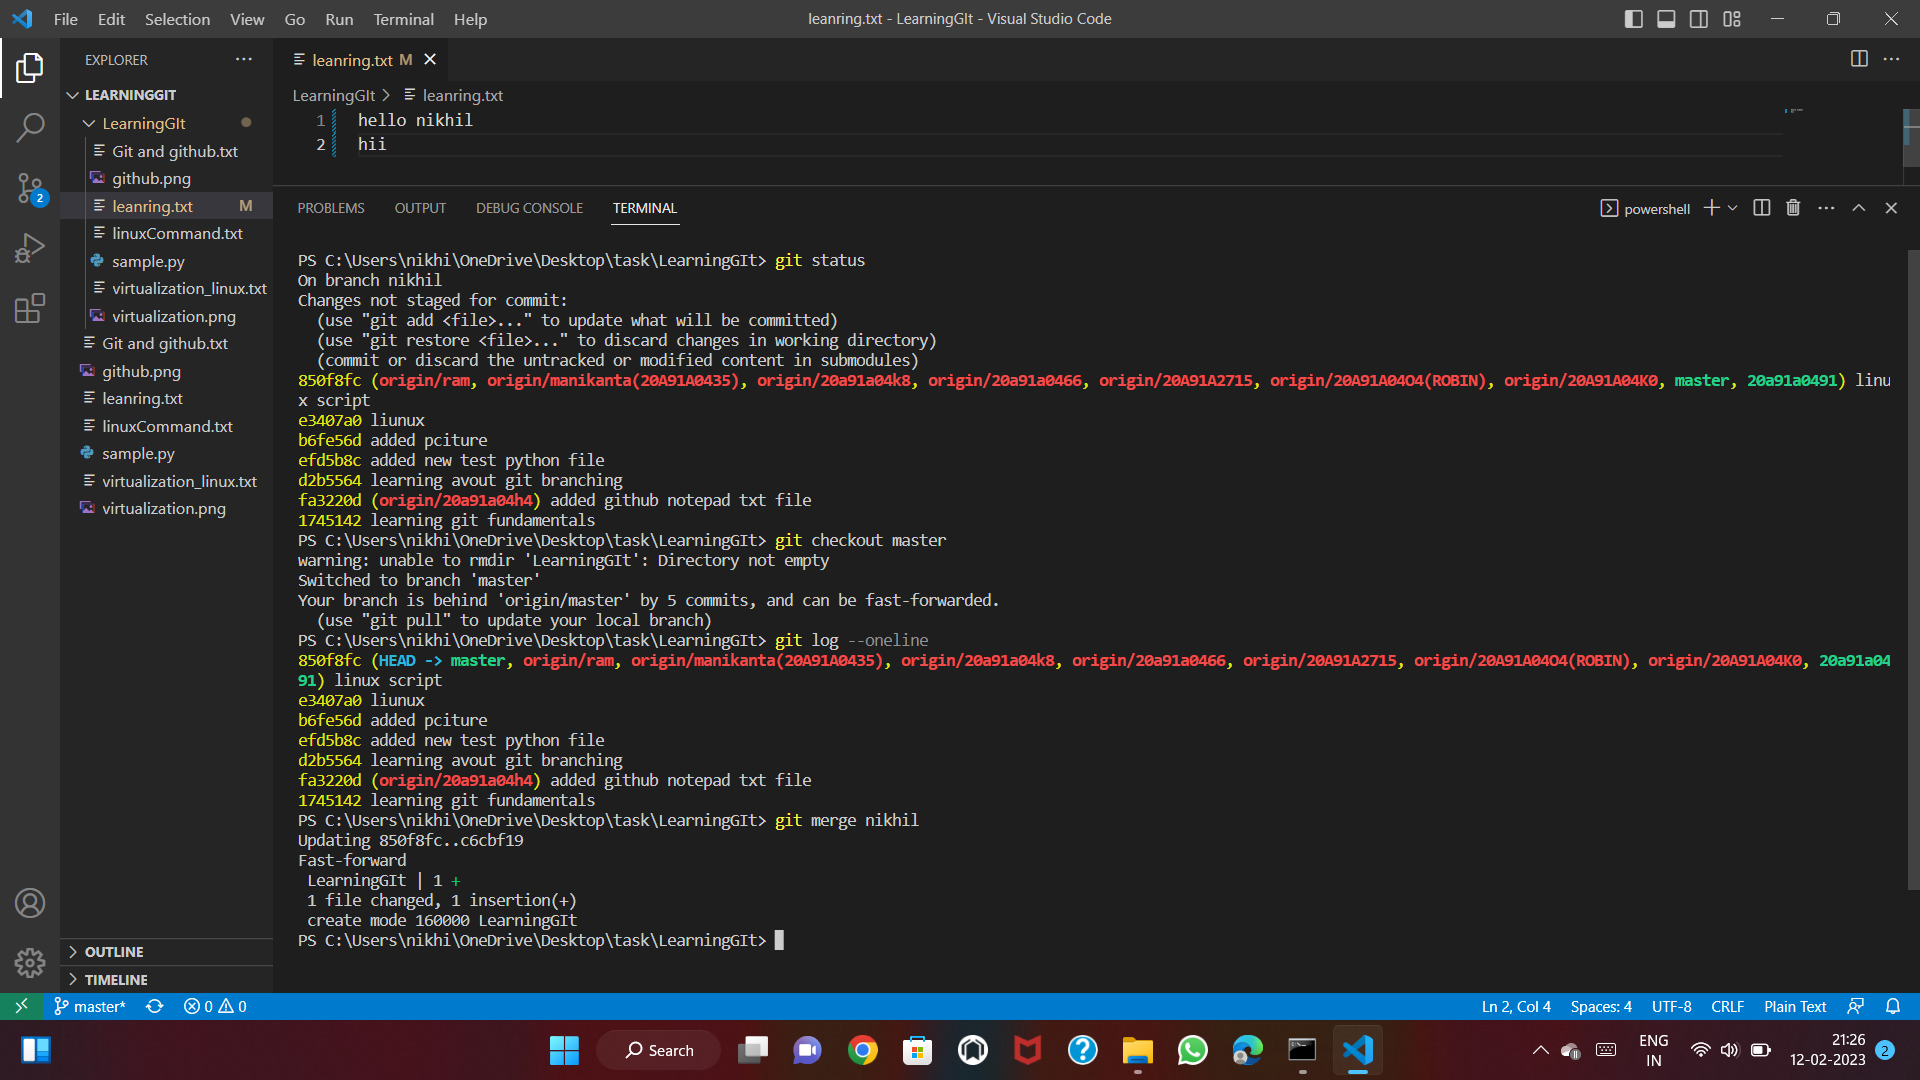 File Edit Selection View Go Run Terminal Help
leanring.txt - LearningGIt - Visual Studio Code
EXPLORER
LEARNINGGIT
LearningGIt
Git and github.txt
github.png
leanring.txt M
linuxCommand.txt
sample.py
virtualization_linux.txt
virtualization.png
Git and github.txt
github.png
leanring.txt
linuxCommand.txt
sample.py
virtualization_linux.txt
virtualization.png
OUTLINE
TIMELINE
2
leanring.txt M
LearningGIt > leanring.txt
1 hello nikhil
2 hii
PROBLEMS OUTPUT DEBUG CONSOLE TERMINAL
powershell
PS C:\Users\nikhi\OneDrive\Desktop\task\LearningGIt> git status
On branch nikhil
Changes not staged for commit:
(use "git add <file>..." to update what will be committed)
(use "git restore <file>..." to discard changes in working directory)
(commit or discard the untracked or modified content in submodules)
850f8fc (origin/ram, origin/manikanta(20A91A0435), origin/20a91a04k8, origin/20a91a0466, origin/20A91A2715, origin/20A91A04O4(ROBIN), origin/20A91A04K0, master, 20a91a0491) linu
x script
e3407a0 liunux
b6fe56d added pciture
efd5b8c added new test python file
d2b5564 learning avout git branching
fa3220d (origin/20a91a04h4) added github notepad txt file
1745142 learning git fundamentals
PS C:\Users\nikhi\OneDrive\Desktop\task\LearningGIt> git checkout master
warning: unable to rmdir 'LearningGIt': Directory not empty
Switched to branch 'master'
Your branch is behind 'origin/master' by 5 commits, and can be fast-forwarded.
(use "git pull" to update your local branch)
PS C:\Users\nikhi\OneDrive\Desktop\task\LearningGIt> git log --oneline
850f8fc (HEAD -> master, origin/ram, origin/manikanta(20A91A0435), origin/20a91a04k8, origin/20a91a0466, origin/20A91A2715, origin/20A91A04O4(ROBIN), origin/20A91A04K0, 20a91a04
91) linux script
e3407a0 liunux
b6fe56d added pciture
efd5b8c added new test python file
d2b5564 learning avout git branching
fa3220d (origin/20a91a04h4) added github notepad txt file
1745142 learning git fundamentals
PS C:\Users\nikhi\OneDrive\Desktop\task\LearningGIt> git merge nikhil
Updating 850f8fc..c6cbf19
Fast-forward
LearningGIt | 1 +
1 file changed, 1 insertion(+)
create mode 160000 LearningGIt
PS C:\Users\nikhi\OneDrive\Desktop\task\LearningGIt>
master* 0 0
Ln 2, Col 4 Spaces: 4 UTF-8 CRLF Plain Text
Search
ENG
IN
21:26
12-02-2023
2